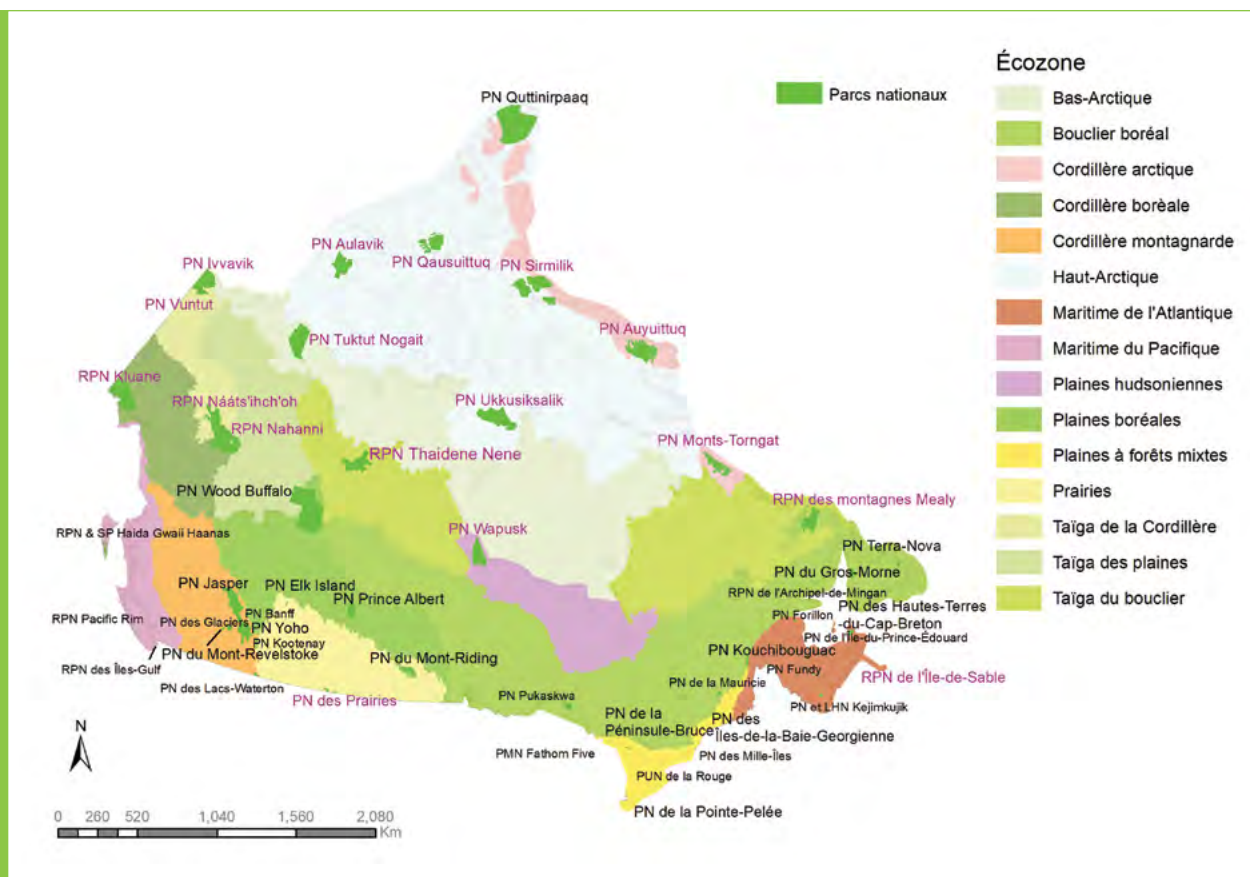 PN Quttinirpaaq
Parcs nationaux
Écozone
Bas-Arctique
Bouclier boréal
Cordillère arctique
Cordillère borèale
Cordillère montagnarde
Haut-Arctique
Maritime de l'Atlantique
Maritime du Pacifique
Plaines hudsoniennes
Plaines boréales
Plaines à forêts mixtes
Prairies
Taïga de la Cordillère
Taïga des plaines
Taïga du bouclier
PN Aulavik
PN Qausuittuq
PN Ivvavik
PN Sirmilik
PN Vuntut
PN Tuktut Nogait
PN Auyuittuq
RPN Kluane
RPN Nááts'ihch'oh
PN Ukkusiksalik
RPN Nahanni
RPN Thaidene Nene
PN Monts-Torngat
PN Wood Buffalo
RPN des montagnes Mealy
RPN & SP Haida Gwaii Haanas
PN Wapusk
PN Terra-Nova
PN du Gros-Morne
PN Jasper
PN Elk Island
PN Prince Albert
RPN de l'Archipel-de-Mingan
PN des Hautes-Terres
-du-Cap-Breton
RPN Pacific Rim
PN des Glaciers
PN Banff
PN Yoho
PN Kootenay
PN Forillon
PN de l'Île-du-Prince-Édouard
PN du Mont-Revelstoke
PN du Mont-Riding
PN Kouchibouguac
RPN des Îles-Gulf
PN Fundy
RPN de l'Île-de-Sable
PN des Lacs-Waterton
PN des Prairies
PN Pukaskwa
PN de la Mauricie
PN et LHN Kejimkujik
PN de la
Péninsule-Bruce
PN des
Îles-de-la-Baie-Georgienne
PMN Fathom Five
PN des Mille-Îles
PUN de la Rouge
PN de la Pointe-Pelée
N
0 260 520 1,040 1,560 2,080
Km